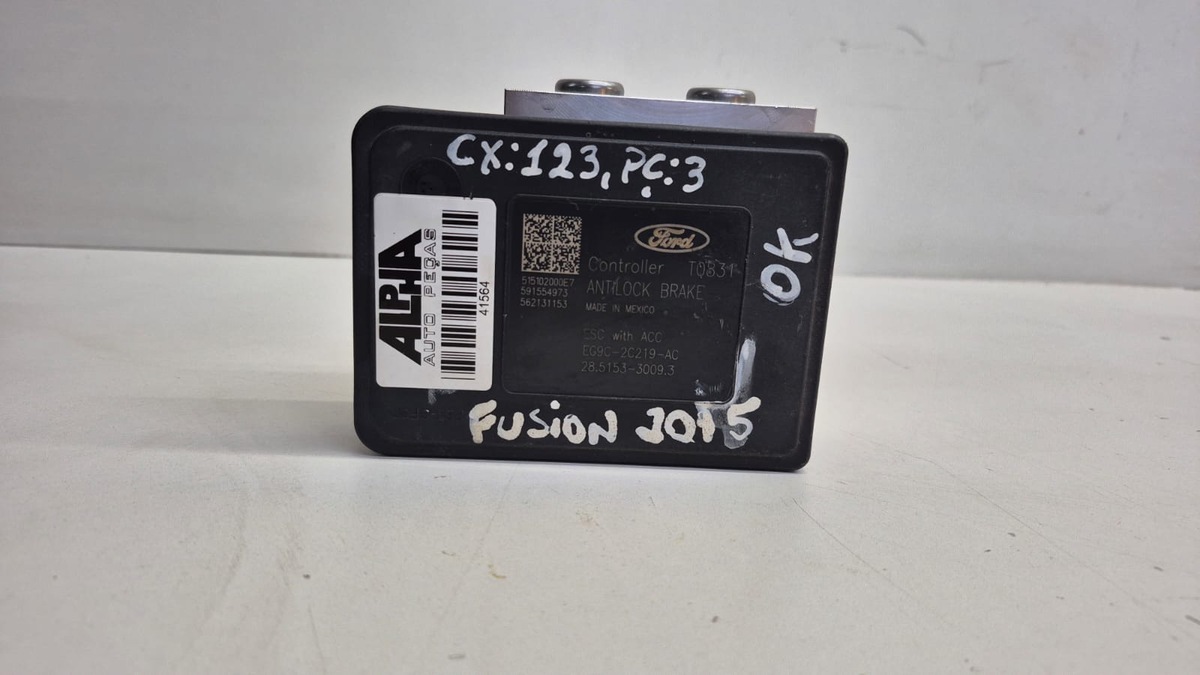 CX:123, PÇ:3
ALPHA
AUTO PEÇAS
41564
Ford
Controller T0831
ANTILOCK BRAKE
MADE IN MEXICO
515102000E7
591554973
562131153
ESC with ACC
EG9C-2C219-AC
28.5153-3009.3
OK
FUSION 2015